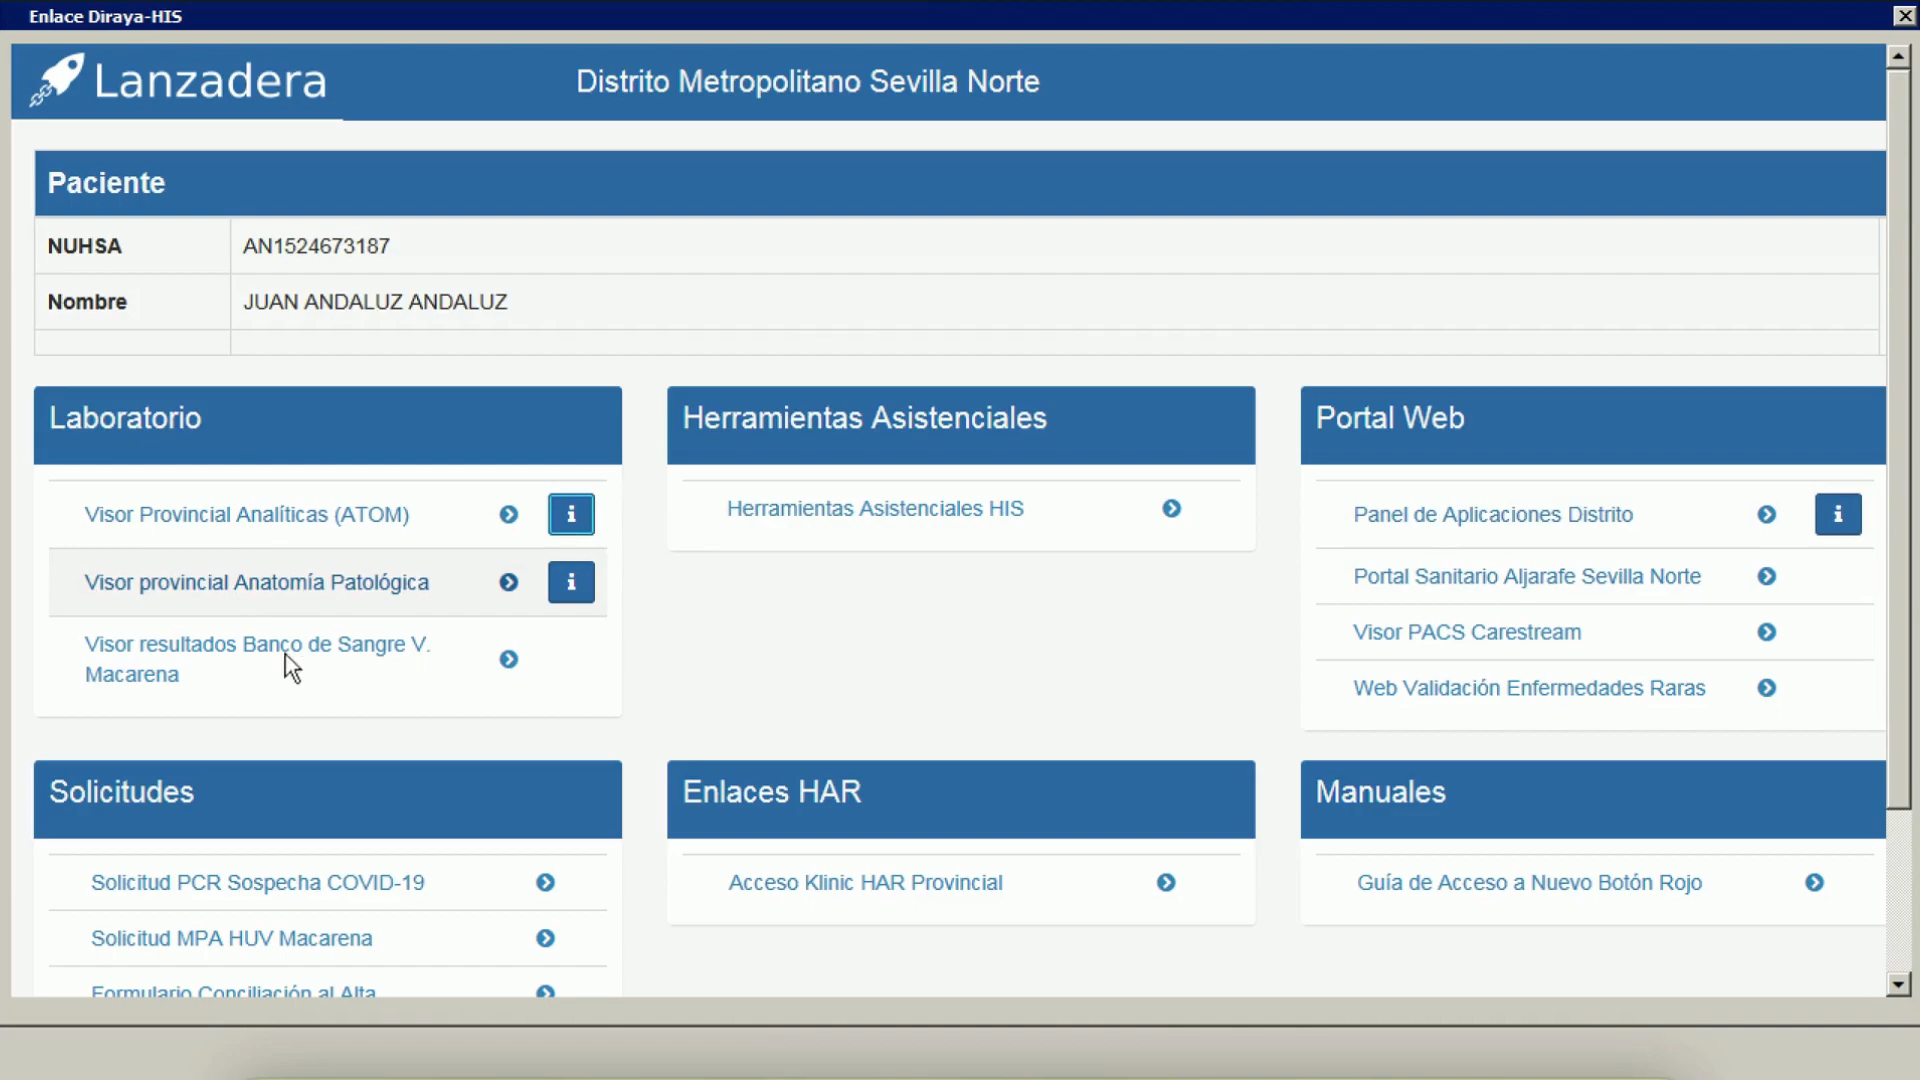 Enlace Diraya-HIS
Lanzadera
Distrito Metropolitano Sevilla Norte
Paciente
NUHSA AN1524673187
Nombre JUAN ANDALUZ ANDALUZ
Laboratorio
Visor Provincial Analíticas (ATOM)
Visor provincial Anatomía Patológica
Visor resultados Banco de Sangre V.
Macarena
Herramientas Asistenciales
Herramientas Asistenciales HIS
Portal Web
Panel de Aplicaciones Distrito
Portal Sanitario Aljarafe Sevilla Norte
Visor PACS Carestream
Web Validación Enfermedades Raras
Solicitudes
Solicitud PCR Sospecha COVID-19
Solicitud MPA HUV Macarena
Formulario Conciliación al Alta
Enlaces HAR
Acceso Klinic HAR Provincial
Manuales
Guía de Acceso a Nuevo Botón Rojo